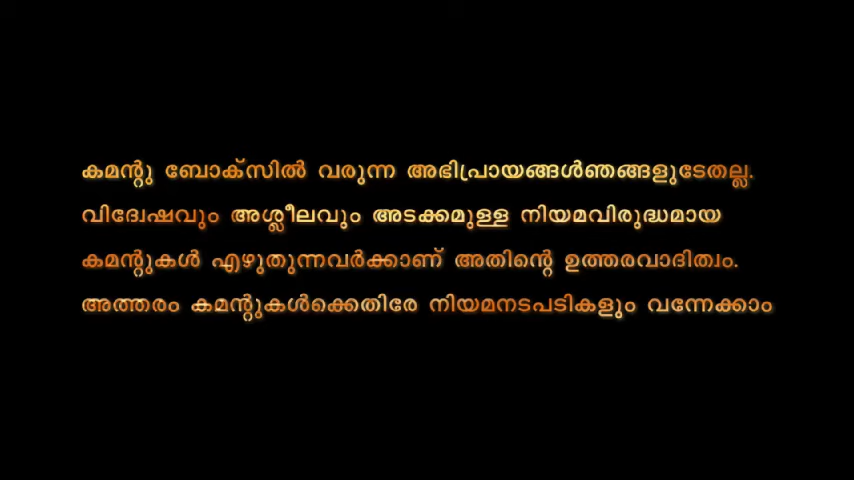 കമന്റു ബോക്സിൽ വരുന്ന അഭിപ്രായങ്ങൾഞങ്ങളുടേതല്ല.
വിദ്വേഷവും അശ്ലീലവും അടക്കമുള്ള നിയമവിരുദ്ധമായ
കമന്റുകൾ എഴുതുന്നവർക്കാണ് അതിന്റെ ഉത്തരവാദിത്വം.
അത്തരം കമന്റുകൾക്കെതിരേ നിയമനടപടികളും വന്നേക്കാം